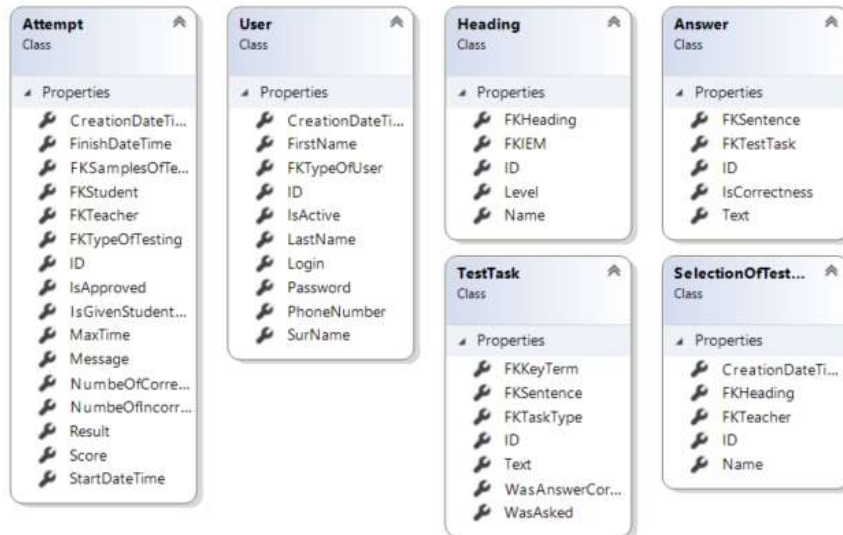 Attempt
Class
Properties
CreationDateTi...
FinishDateTime
FKSamplesOfTe...
FKStudent
FKTeacher
FKTypeOfTesting
ID
IsApproved
IsGivenStudent...
MaxTime
Message
NumbeOfCorre...
NumbeOfIncorr...
Result
Score
StartDateTime
User
Class
Properties
CreationDateTi...
FirstName
FKTypeOfUser
ID
IsActive
LastName
Login
Password
PhoneNumber
SurName
Heading
Class
Properties
FKHeading
FKIEM
ID
Level
Name
Answer
Class
Properties
FKSentence
FKTestTask
ID
IsCorrectness
Text
TestTask
Class
Properties
FKKeyTerm
FKSentence
FKTaskType
ID
Text
WasAnswerCor...
WasAsked
SelectionOfTest...
Class
Properties
CreationDateTi...
FKHeading
FKTeacher
ID
Name